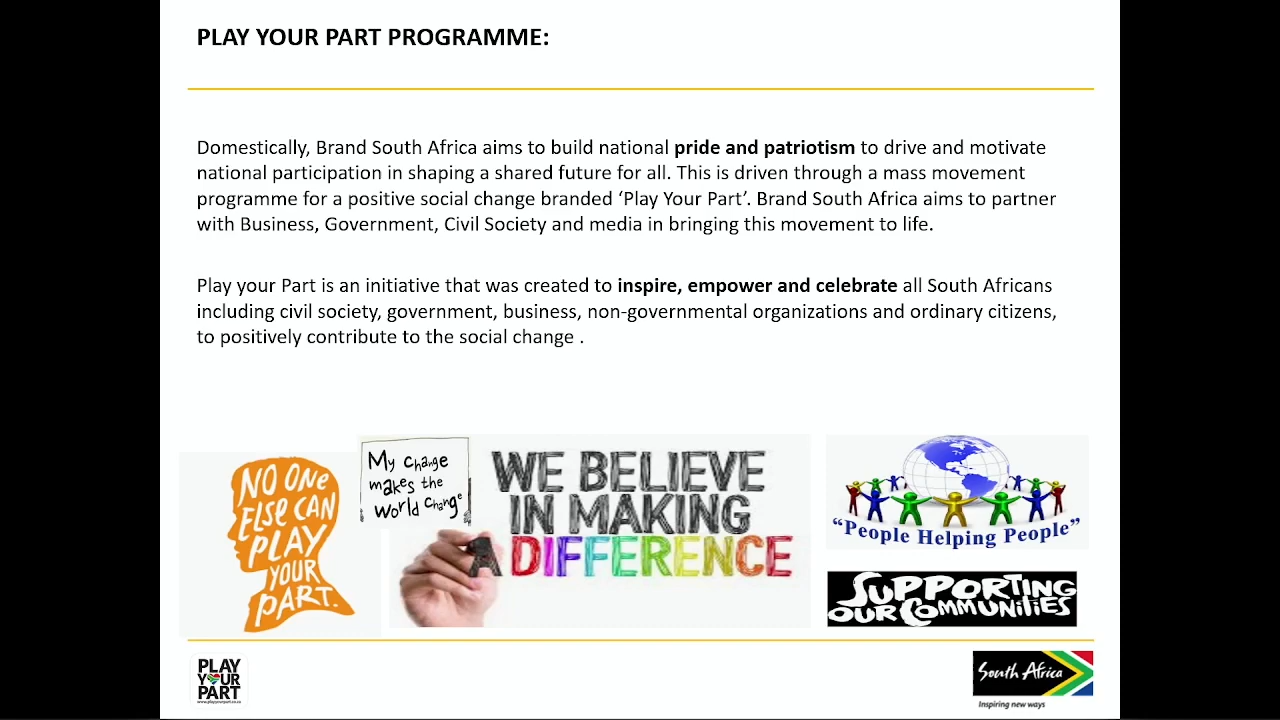 PLAY YOUR PART PROGRAMME:
Domestically, Brand South Africa aims to build national pride and patriotism to drive and motivate
national participation in shaping a shared future for all. This is driven through a mass movement
programme for a positive social change branded ‘Play Your Part’. Brand South Africa aims to partner
with Business, Government, Civil Society and media in bringing this movement to life.
Play your Part is an initiative that was created to inspire, empower and celebrate all South Africans
including civil society, government, business, non-governmental organizations and ordinary citizens,
to positively contribute to the social change .
NO ONE
ELSE CAN
PLAY
YOUR
PART.
My change
makes the
world change
WE BELIEVE
IN MAKING
A DIFFERENCE
“People Helping People”
SUPPORTING
OUR COMMUNITIES
PLAY
YOUR
PART
www.playyourpart.co.za
South Africa
Inspiring new ways